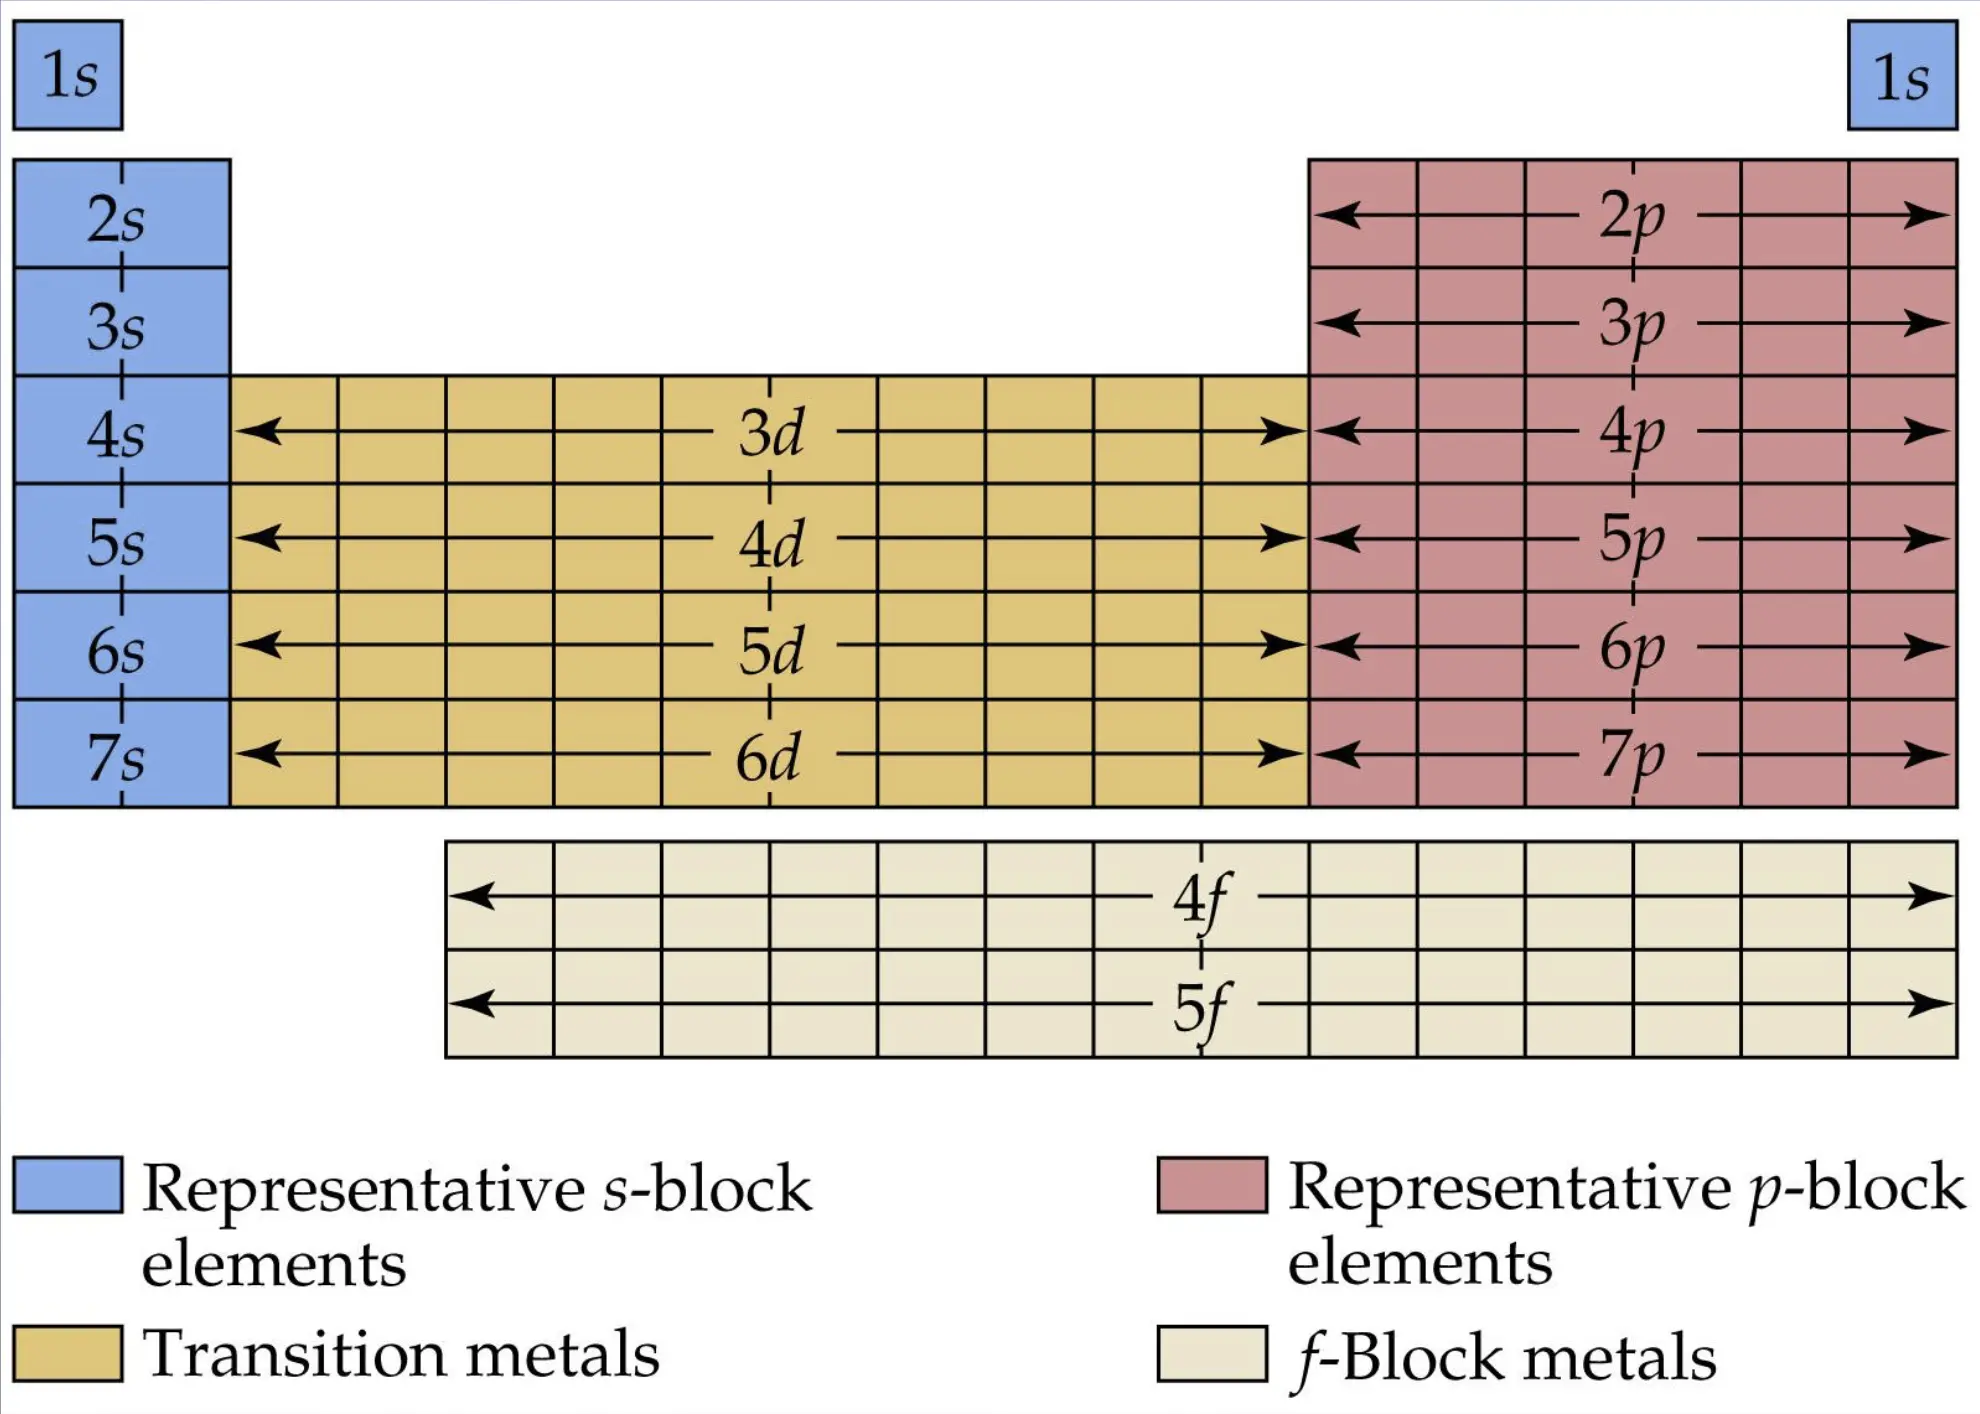 1s 1s
2s 2p
3s 3p
4s 3d 4p
5s 4d 5p
6s 5d 6p
7s 6d 7p
4f
5f
Representative s-block
elements
Transition metals
Representative p-block
elements
f-Block metals